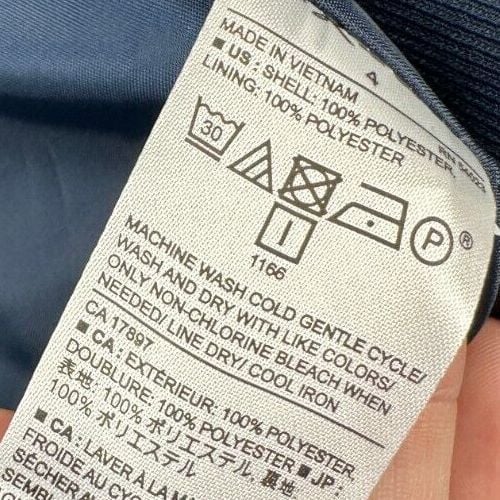 4
MADE IN VIETNAM
■ US : SHELL: 100% POLYESTER,
LINING: 100% POLYESTER
30
P
®
1166
MACHINE WASH COLD GENTLE CYCLE/
WASH AND DRY WITH LIKE COLORS/
ONLY NON-CHLORINE BLEACH WHEN
NEEDED/ LINE DRY/ COOL IRON
CA 17897
■ CA : EXTÉRIEUR: 100% POLYESTER,
DOUBLURE: 100% POLYESTER ■ JP :
表地: 100% ポリエステル, 裏地:
100% ポリエステル
■ CA : LAVER À LA MA
FROIDE AU CYC
SÉCHER A
SEMB